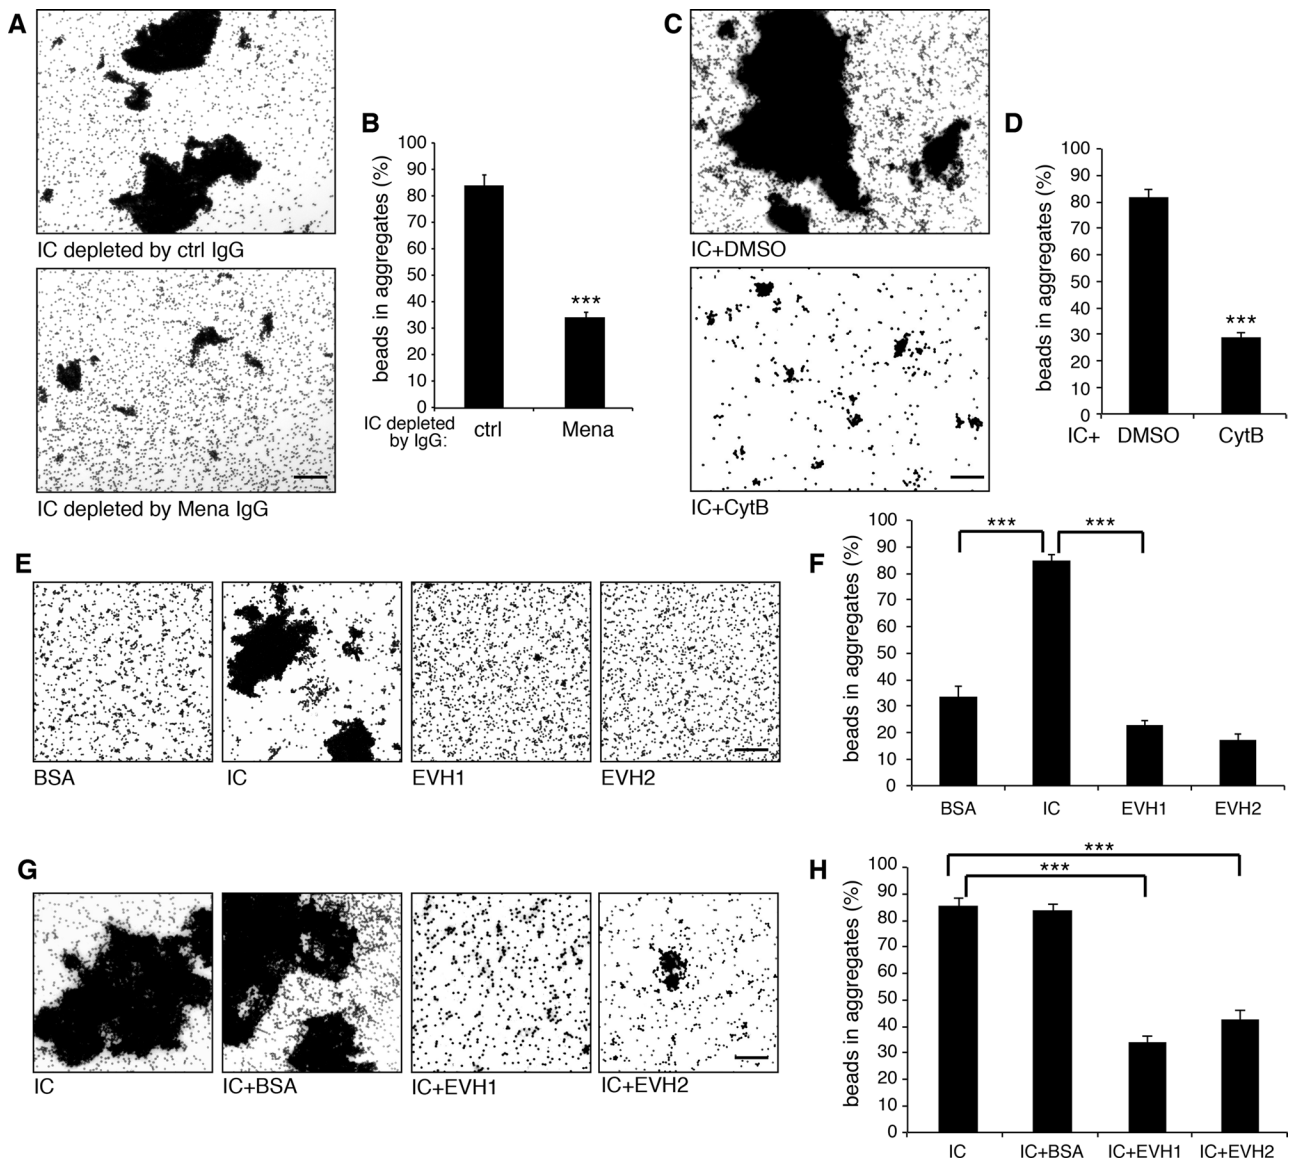 A
IC depleted by ctrl IgG
IC depleted by Mena IgG
B
beads in aggregates (%)
100
90
80
70
60
50
40
30
20
10
0
***
IC depleted
by IgG:
ctrl
Mena
C
IC+DMSO
IC+CytB
D
beads in aggregates (%)
100
90
80
70
60
50
40
30
20
10
0
***
IC+
DMSO
CytB
E
BSA
IC
EVH1
EVH2
F
beads in aggregates (%)
100
90
80
70
60
50
40
30
20
10
0
***
***
BSA
IC
EVH1
EVH2
G
IC
IC+BSA
IC+EVH1
IC+EVH2
H
beads in aggregates (%)
100
90
80
70
60
50
40
30
80
10
0
***
***
IC
IC+BSA
IC+EVH1
IC+EVH2